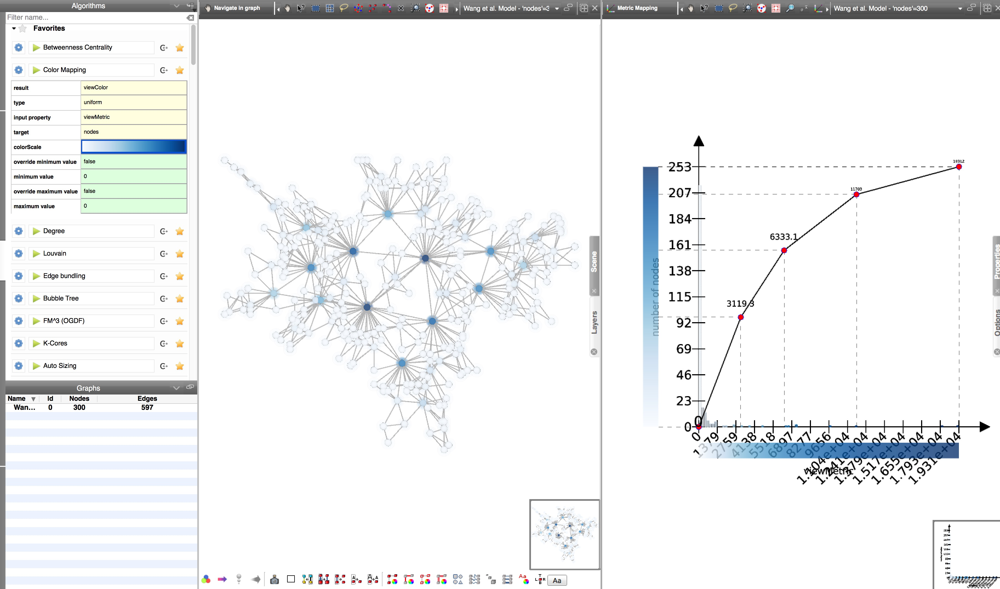 Algorithms
Filter name...
Favorites
Betweenness Centrality
Color Mapping
result viewColor
type uniform
input property viewMetric
target nodes
colorScale
override minimum value false
minimum value 0
override maximum value false
maximum value 0
Degree
Louvain
Edge bundling
Bubble Tree
FM^3 (OGDF)
K-Cores
Auto Sizing
Graphs
Name Id Nodes Edges
Wan... 0 300 597
Navigate in graph
Wang et al. Model - 'nodes'=3
Scene
Layers
Aa
Metric Mapping
Wang et al. Model - 'nodes'=300
Properties
Options
number of nodes
253
207
184
161
138
115
92
69
46
23
0
0
3119.3
6333.1
11703
19312
0
1379
2759
4138
5518
6897
8277
9656
1.104e+04
1.241e+04
1.379e+04
1.517e+04
1.655e+04
1.793e+04
1.931e+04
viewMetric